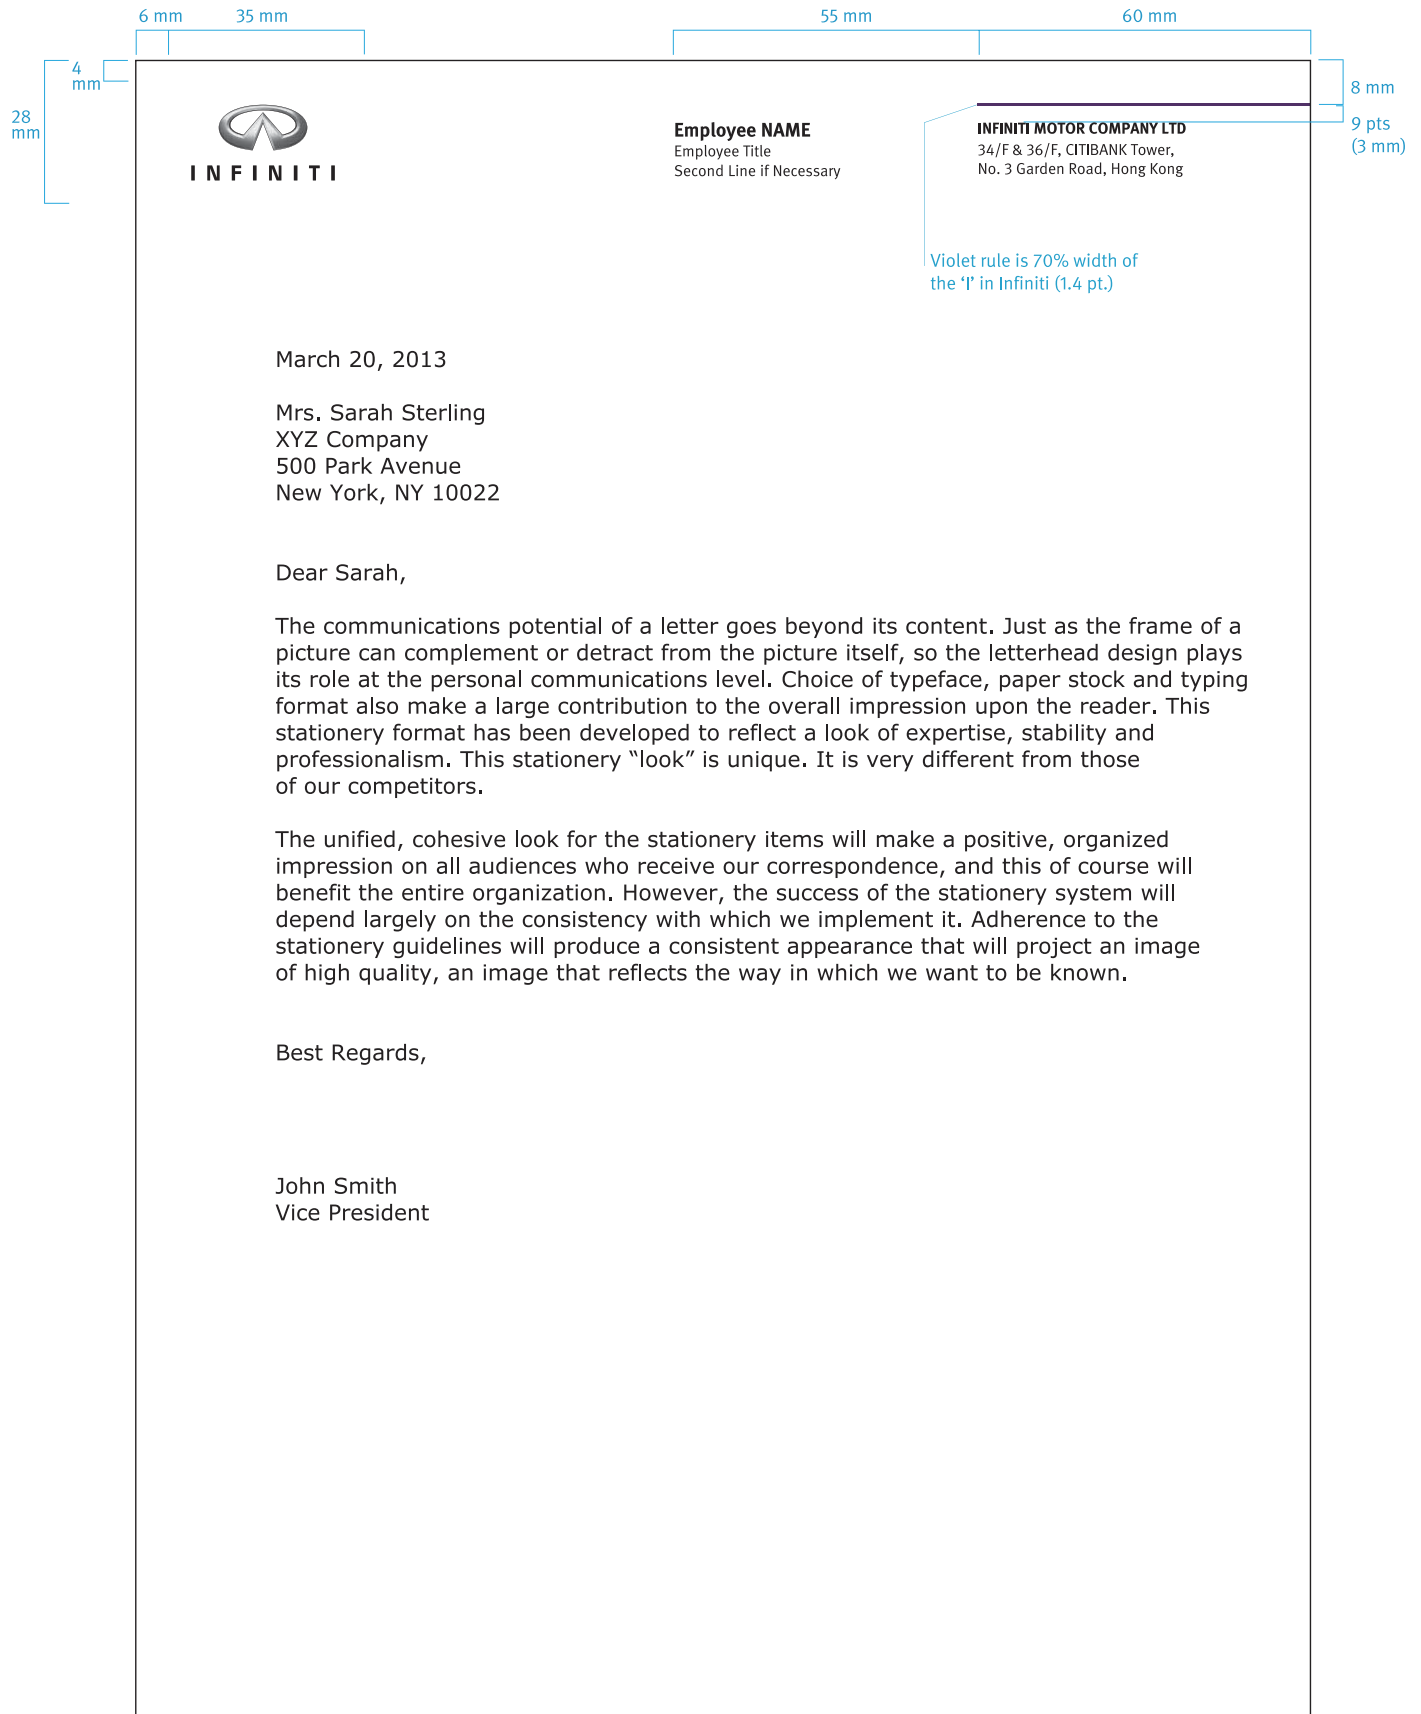 6 mm
35 mm
55 mm
60 mm
4
mm
28
mm
8 mm
9 pts
(3 mm)
INFINITI
Employee NAME
Employee Title
Second Line if Necessary
INFINITI MOTOR COMPANY LTD
34/F & 36/F, CITIBANK Tower,
No. 3 Garden Road, Hong Kong
Violet rule is 70% width of
the ‘I’ in Infiniti (1.4 pt.)
March 20, 2013
Mrs. Sarah Sterling
XYZ Company
500 Park Avenue
New York, NY 10022
Dear Sarah,
The communications potential of a letter goes beyond its content. Just as the frame of a
picture can complement or detract from the picture itself, so the letterhead design plays
its role at the personal communications level. Choice of typeface, paper stock and typing
format also make a large contribution to the overall impression upon the reader. This
stationery format has been developed to reflect a look of expertise, stability and
professionalism. This stationery “look” is unique. It is very different from those
of our competitors.
The unified, cohesive look for the stationery items will make a positive, organized
impression on all audiences who receive our correspondence, and this of course will
benefit the entire organization. However, the success of the stationery system will
depend largely on the consistency with which we implement it. Adherence to the
stationery guidelines will produce a consistent appearance that will project an image
of high quality, an image that reflects the way in which we want to be known.
Best Regards,
John Smith
Vice President